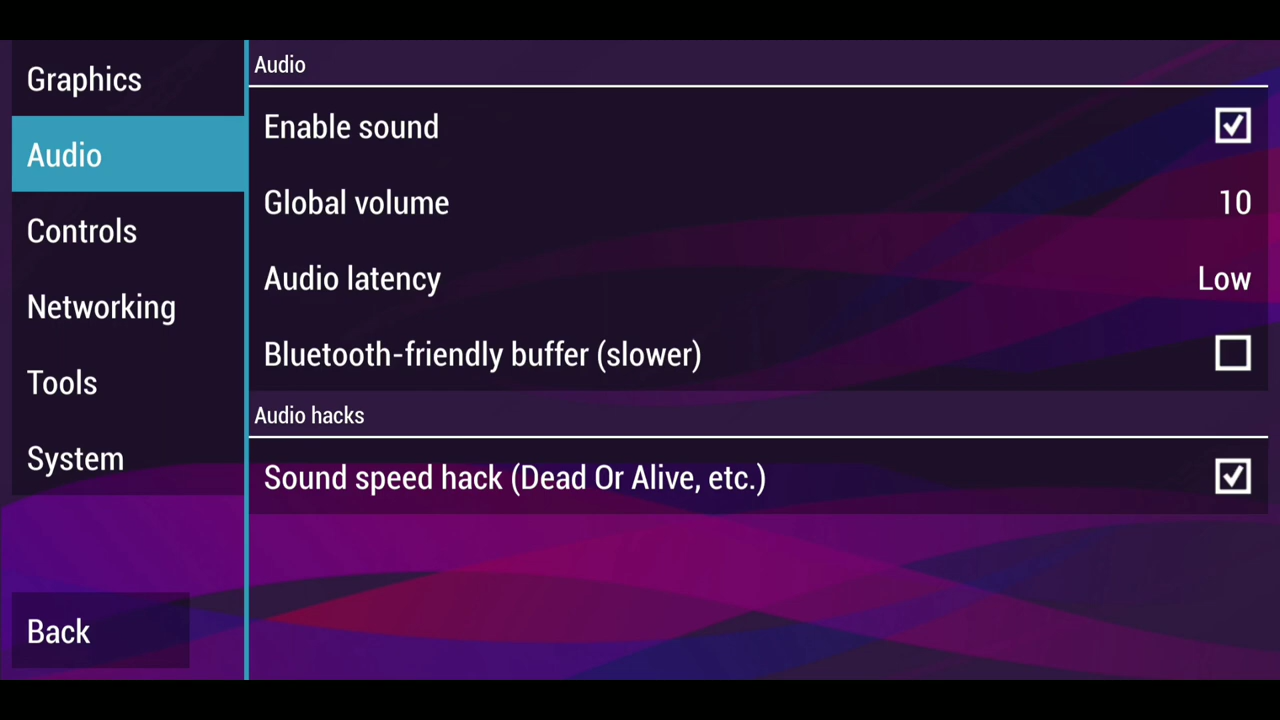 Graphics
Audio
Controls
Networking
Tools
System
Back
Audio
Enable sound
Global volume 10
Audio latency Low
Bluetooth-friendly buffer (slower)
Audio hacks
Sound speed hack (Dead Or Alive, etc.)